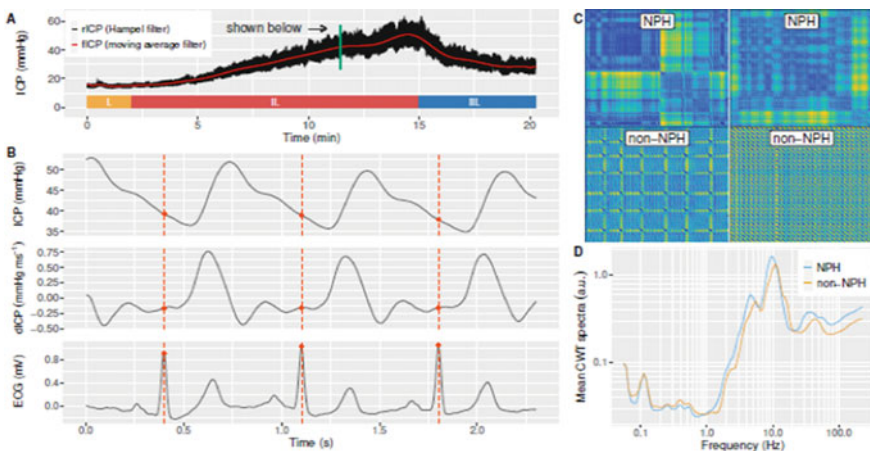 A
rICP (Hampel filter)
fICP (moving average filter)
shown below
ICP (mmHg)
60
40
20
0
I.
II.
III.
0
5
10
15
20
Time (min)
B
ICP (mmHg)
50
45
40
35
dICP (mmHg ms⁻¹)
0.75
0.50
0.25
0.00
−0.25
−0.50
ECG (mV)
0.8
0.4
0.0
0.0
0.5
1.0
1.5
2.0
Time (s)
C
NPH
NPH
non−NPH
non−NPH
D
NPH
non−NPH
Mean CWT spectra (a.u.)
1.0
0.1
0.1
1.0
10.0
100.0
Frequency (Hz)